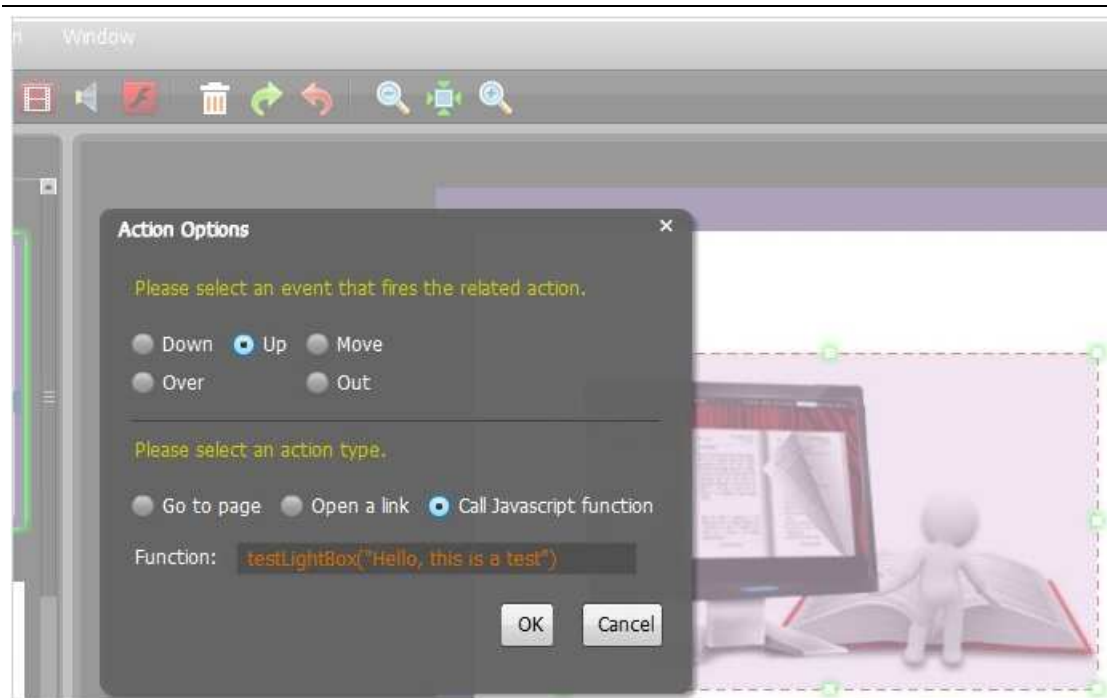 Window
Action Options
Please select an event that fires the related action.
Down Up Move
Over Out
Please select an action type.
Go to page Open a link Call Javascript function
Function: testLightBox("Hello, this is a test")
OK Cancel